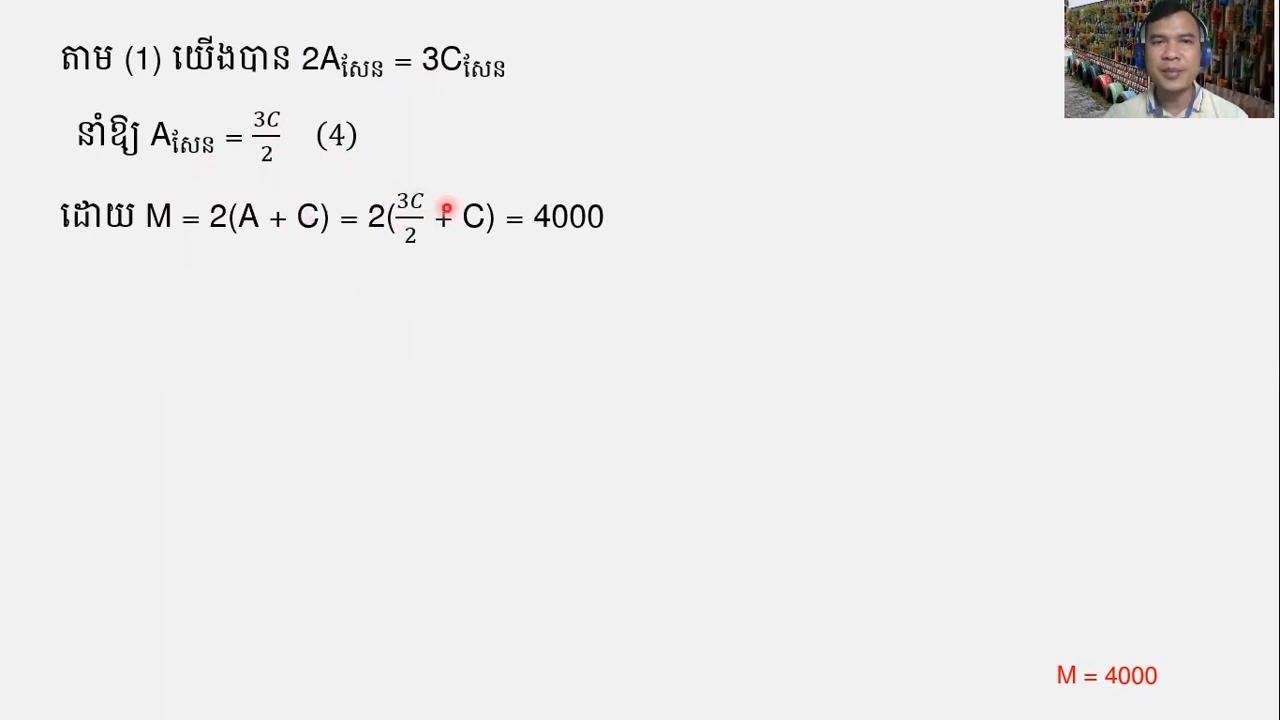 តាម (1) យើងបាន 2Aសែន = 3Cសែន
នាំឱ្យ Aសែន = 3C/2 (4)
ដោយ M = 2(A + C) = 2(3C/2 + C) = 4000
M = 4000